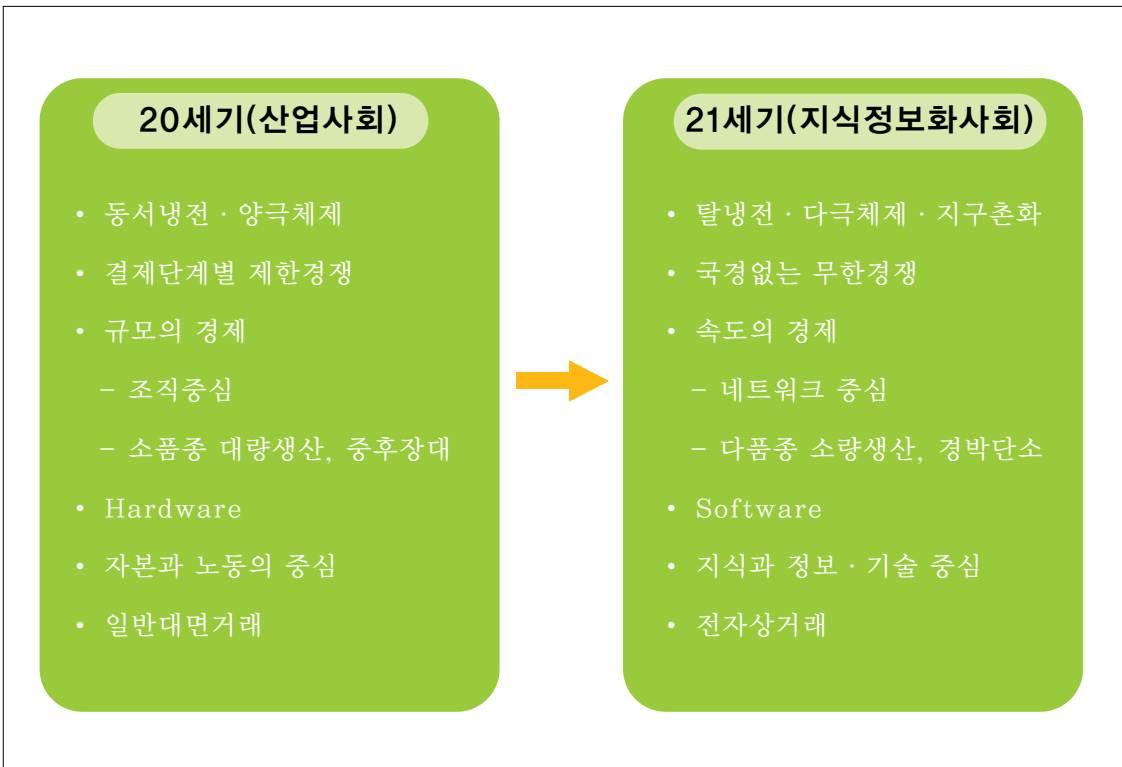 20세기(산업사회)
• 동서냉전 · 양극체제
• 결제단계별 제한경쟁
• 규모의 경제
- 조직중심
- 소품종 대량생산, 중후장대
• Hardware
• 자본과 노동의 중심
• 일반대면거래
21세기(지식정보화사회)
• 탈냉전 · 다극체제 · 지구촌화
• 국경없는 무한경쟁
• 속도의 경제
- 네트워크 중심
- 다품종 소량생산, 경박단소
• Software
• 지식과 정보 · 기술 중심
• 전자상거래